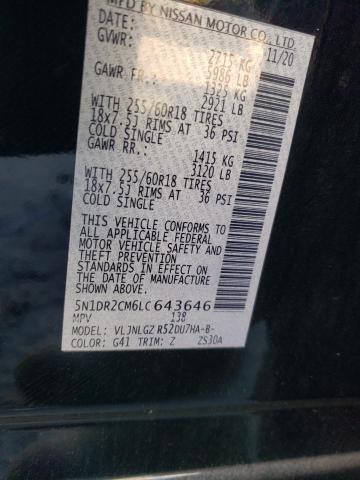 MFD BY NISSAN MOTOR CO., LTD.
DATE: 11/20
GVWR: 2715 KG
5986 LB
GAWR FR.: 1325 KG
2921 LB
WITH 255/60R18 TIRES
18x7.5J RIMS AT 36 PSI
COLD SINGLE
GAWR RR.: 1415 KG
3120 LB
WITH 255/60R18 TIRES
18x7.5J RIMS AT 36 PSI
COLD SINGLE
THIS VEHICLE CONFORMS TO
ALL APPLICABLE FEDERAL
MOTOR VEHICLE SAFETY, AND
THEFT PREVENTION
STANDARDS IN EFFECT ON THE
DATE OF MANUFACTURE
SHOWN ABOVE.
5N1DR2CM6LC643646
MPV 138
MODEL: VLJNLGZ R52DU7HA-B-
COLOR: G41 TRIM: Z ZS30A